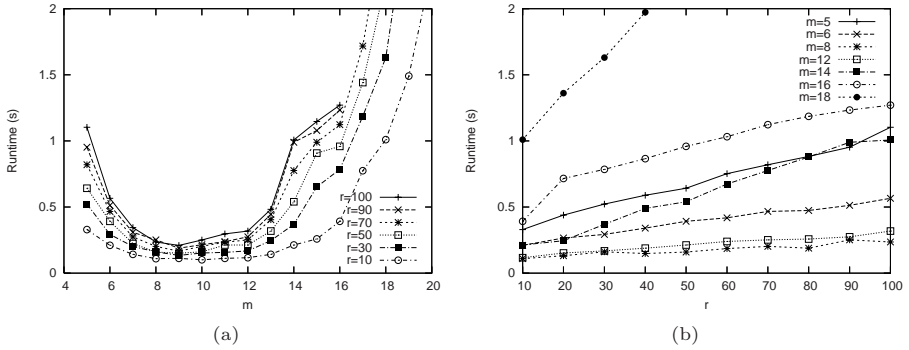 Runtime (s)
2
1.5
1
0.5
0
4 6 8 10 12 14 16 18 20
m
r=100
r=90
r=70
r=50
r=30
r=10
(a)
Runtime (s)
2
1.5
1
0.5
0
10 20 30 40 50 60 70 80 90 100
r
m=5
m=6
m=8
m=12
m=14
m=16
m=18
(b)